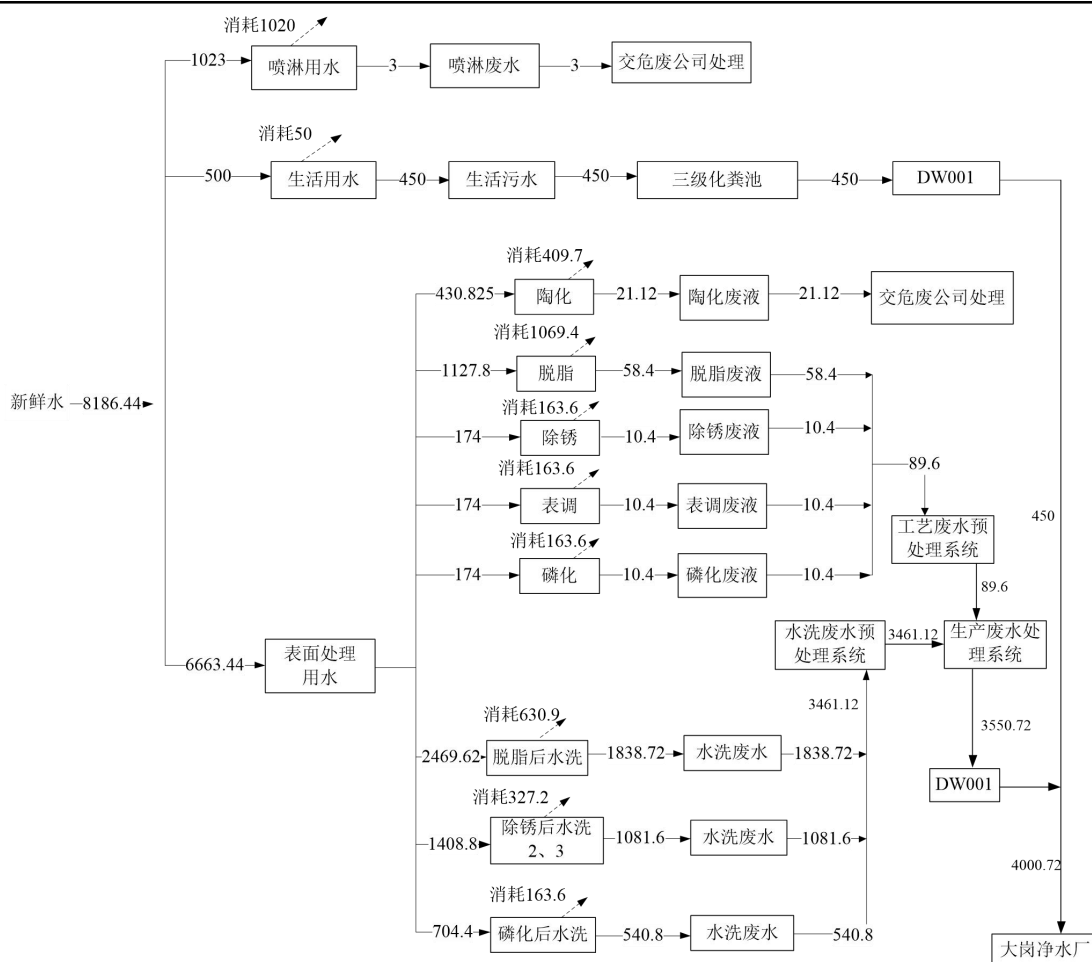 消耗1020
1023
喷淋用水
3
喷淋废水
3
交危废公司处理
消耗50
500
生活用水
450
生活污水
450
三级化粪池
450
DW001
消耗409.7
430.825
陶化
21.12
陶化废液
21.12
交危废公司处理
消耗1069.4
1127.8
脱脂
58.4
脱脂废液
58.4
新鲜水
8186.44
消耗163.6
174
除锈
10.4
除锈废液
10.4
89.6
消耗163.6
174
表调
10.4
表调废液
10.4
450
工艺废水预
处理系统
消耗163.6
174
磷化
10.4
磷化废液
10.4
89.6
6663.44
表面处理
用水
水洗废水预
处理系统
3461.12
生产废水处
理系统
3461.12
3550.72
消耗630.9
2469.62
脱脂后水洗
1838.72
水洗废水
1838.72
DW001
消耗327.2
1408.8
除锈后水洗
2、3
1081.6
水洗废水
1081.6
4000.72
消耗163.6
704.4
磷化后水洗
540.8
水洗废水
540.8
大岗净水厂